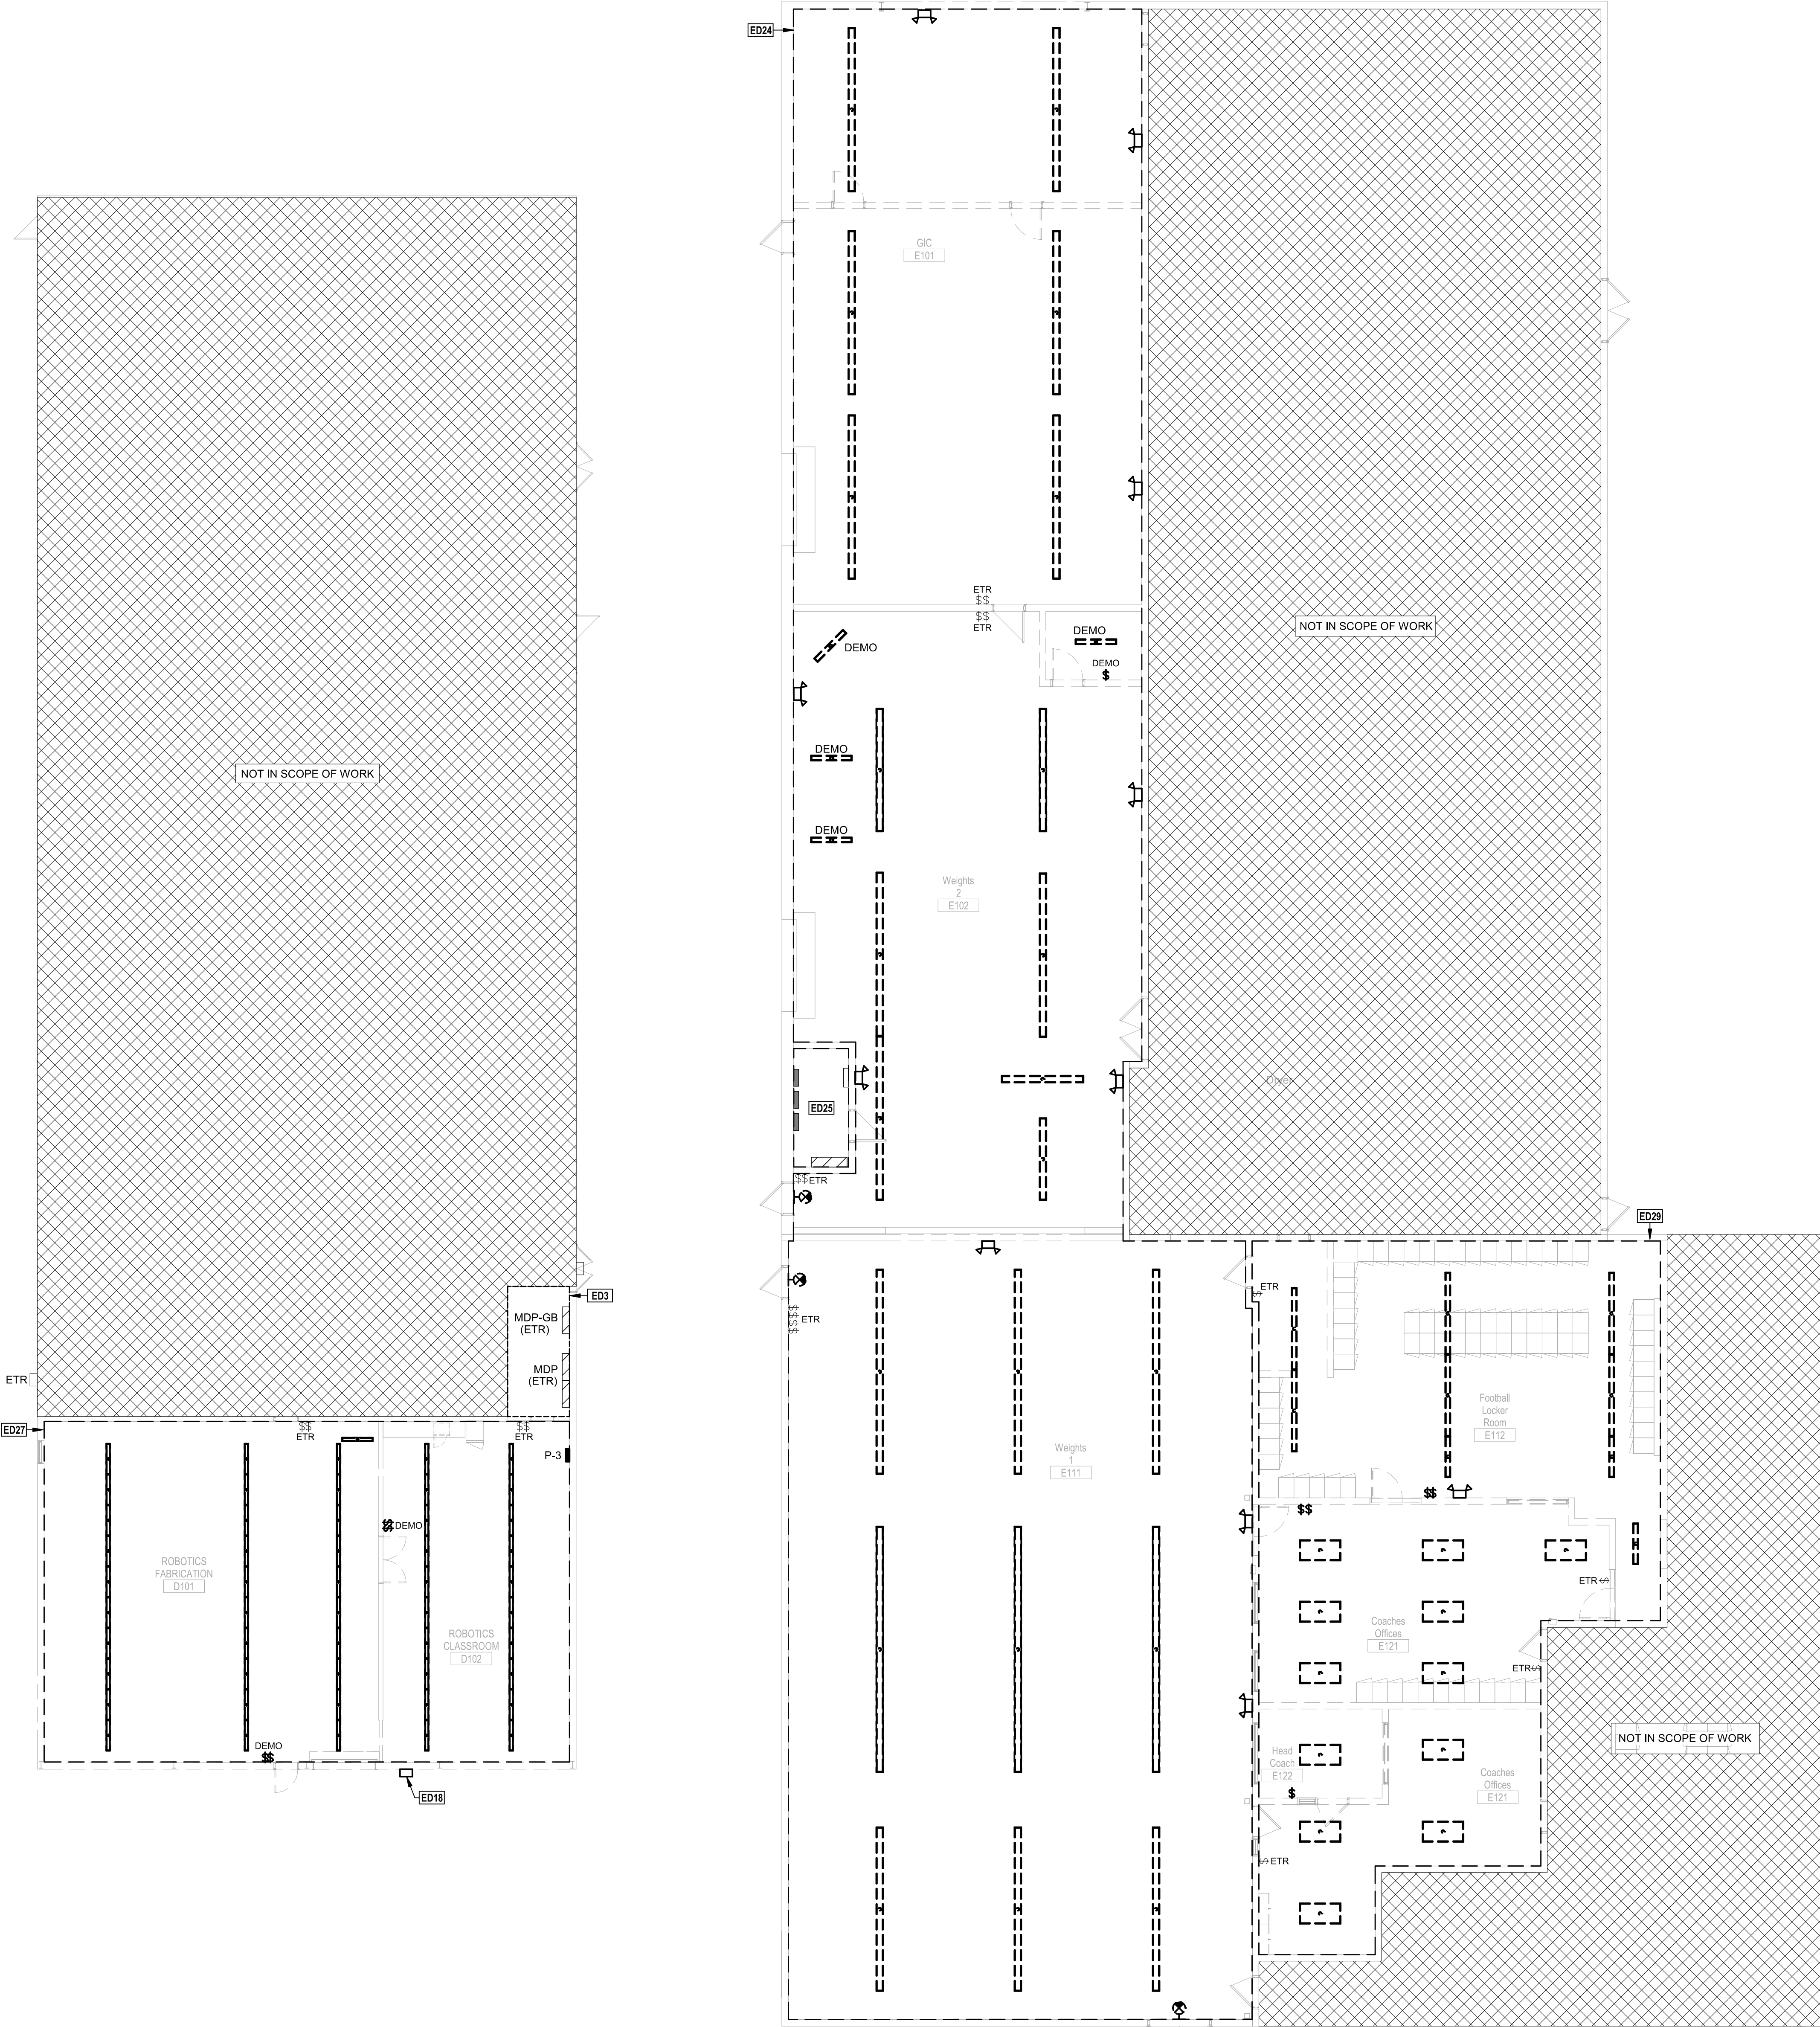 ED24
GIC
E101
NOT IN SCOPE OF WORK
ETR
$$
$$
ETR
DEMO
DEMO
DEMO
$
NOT IN SCOPE OF WORK
DEMO
DEMO
Weights
2
E102
Dryer
ED25
$$ETR
ED29
ED3
MDP-GB
(ETR)
ETR
$
ETR
$$$$
MDP
(ETR)
ETR
ED27
$$
ETR
$$
ETR
P-3
Football
Locker
Room
E112
Weights
1
E111
$$
$$
$$DEMO
ROBOTICS
FABRICATION
D101
ETR$
ROBOTICS
CLASSROOM
D102
Coaches
Offices
E121
ETR$
DEMO
$$
NOT IN SCOPE OF WORK
Head
Coach
E122
Coaches
Offices
E121
$
ED18
$ETR